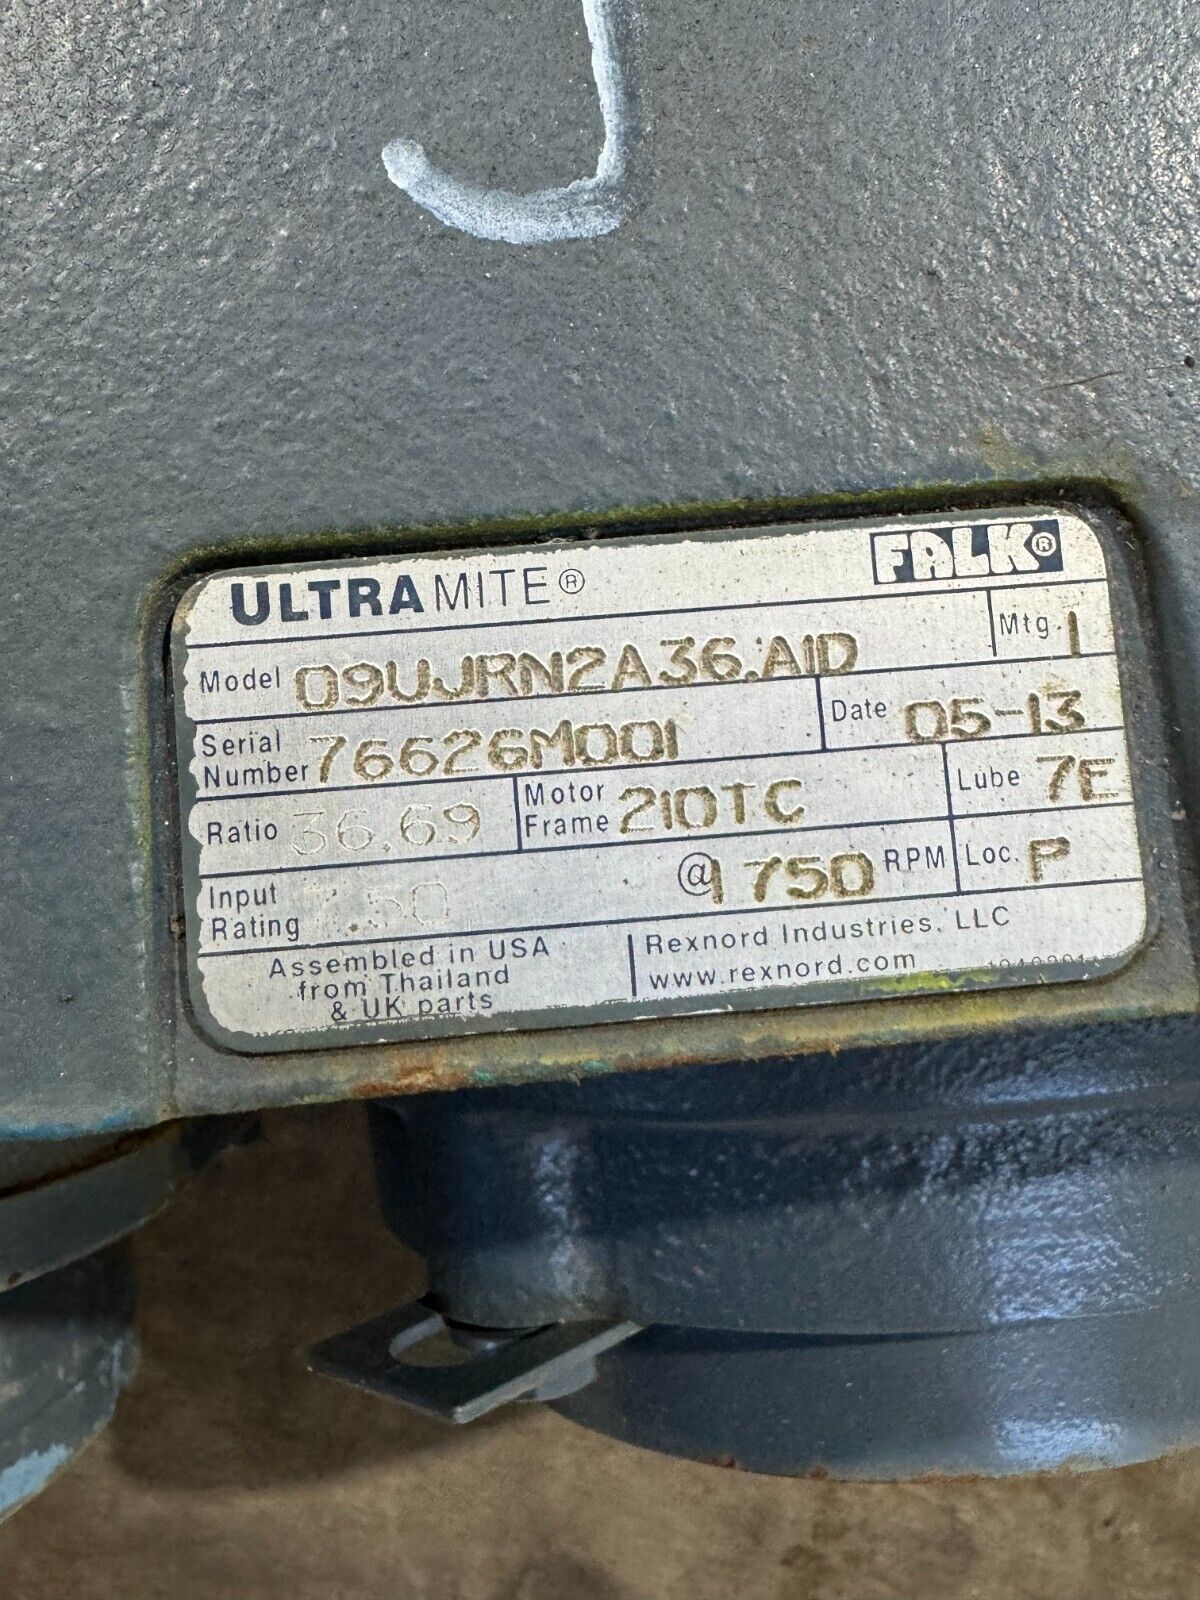 ULTRAMITE® FALK®
Model 09UJRN2A36.A1D Mtg. 1
Serial Number 76626M001 Date 05-13
Ratio 36.69 Motor Frame 210TC Lube 7E
Input Rating 7.50 @1750 RPM Loc. P
Assembled in USA
from Thailand
& UK parts
Rexnord Industries, LLC
www.rexnord.com